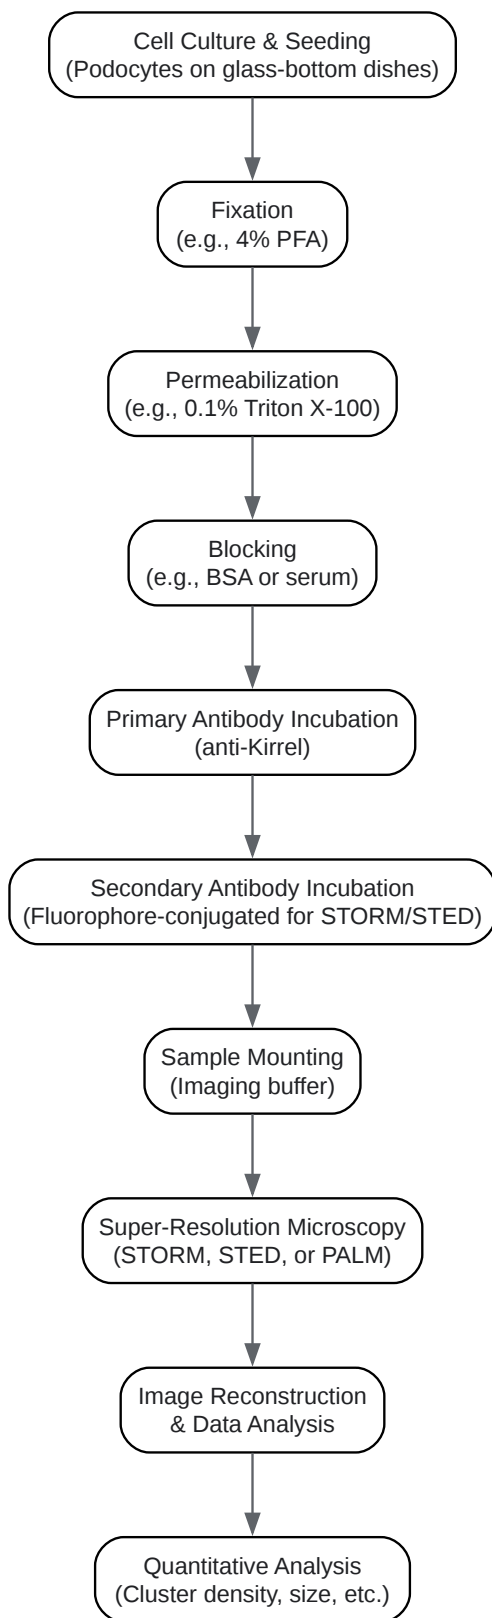 Cell Culture & Seeding
(Podocytes on glass-bottom dishes)
Fixation
(e.g., 4% PFA)
Permeabilization
(e.g., 0.1% Triton X-100)
Blocking
(e.g., BSA or serum)
Primary Antibody Incubation
(anti-Kirrel)
Secondary Antibody Incubation
(Fluorophore-conjugated for STORM/STED)
Sample Mounting
(Imaging buffer)
Super-Resolution Microscopy
(STORM, STED, or PALM)
Image Reconstruction
& Data Analysis
Quantitative Analysis
(Cluster density, size, etc.)